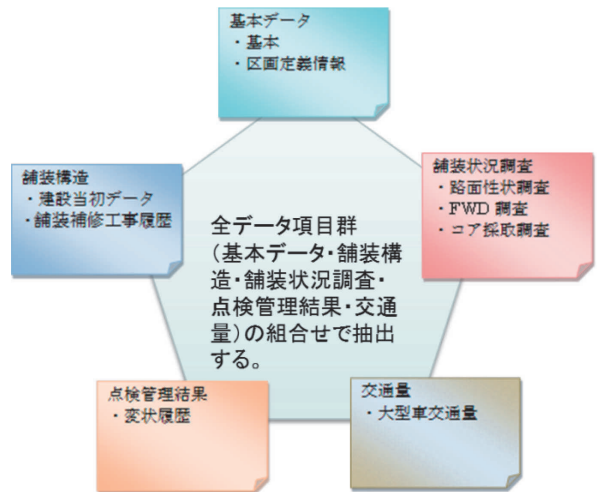 基本データ
・基本
・区画定義情報
舗装構造
・建設当初データ
・舗装補修工事履歴
舗装状況調査
・路面性状調査
・FWD 調査
・コア採取調査
全データ項目群
(基本データ・舗装構
造・舗装状況調査・
点検管理結果・交通
量)の組合せで抽出
する。
点検管理結果
・変状履歴
交通量
・大型車交通量